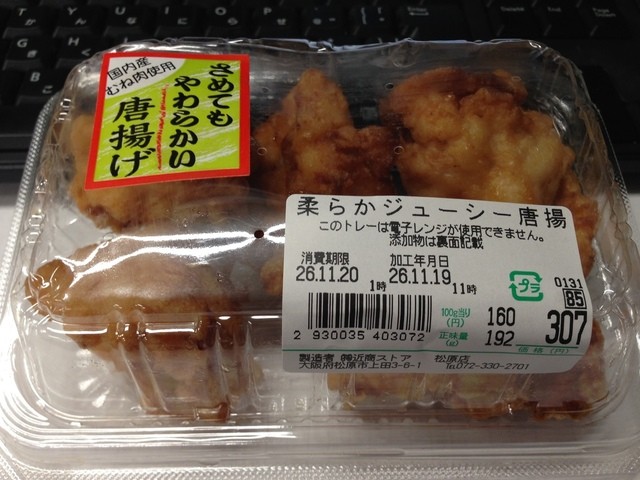 国内産
むね肉使用
さめても
やわらかい
唐揚げ
柔らかジューシー唐揚
このトレーは電子レンジが使用できません。
添加物は裏面記載
消費期限 加工年月日
26.11.20 26.11.19
1時 11時
プラ
0131
85
100g当り(円) 160
307
正味量(g) 192
価格(円)
2 930035 403072
製造者 ㈱近商ストア 松原店
大阪府松原市上田3-6-1 ℡072-330-2701